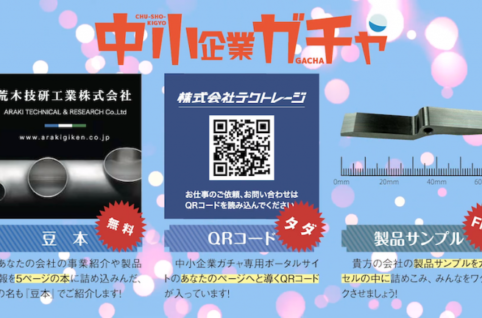 CHU-SHO-
KIGYO
中小企業ガチャ
GACHA
荒木技研工業株式会社
ARAKI TECHNICAL & RESEARCH Co.,Ltd
www.arakigiken.co.jp
豆本
無料
あなたの会社の事業紹介や製品
報を5ページの本に詰め込んだ、
の名も『豆本』でご紹介します!
株式会社テクトレージ
お仕事のご依頼、お問い合わせは
QRコードを読み込んでください
QRコード
タダ
中小企業ガチャ専用ポータルサイ
トのあなたのページへと導くQRコード
が入っています!
0mm 20mm 40mm 60
製品サンプル
貴方の会社の製品サンプルをカ
セルの中に詰めこみ、みんなをワ
クさせましょう!